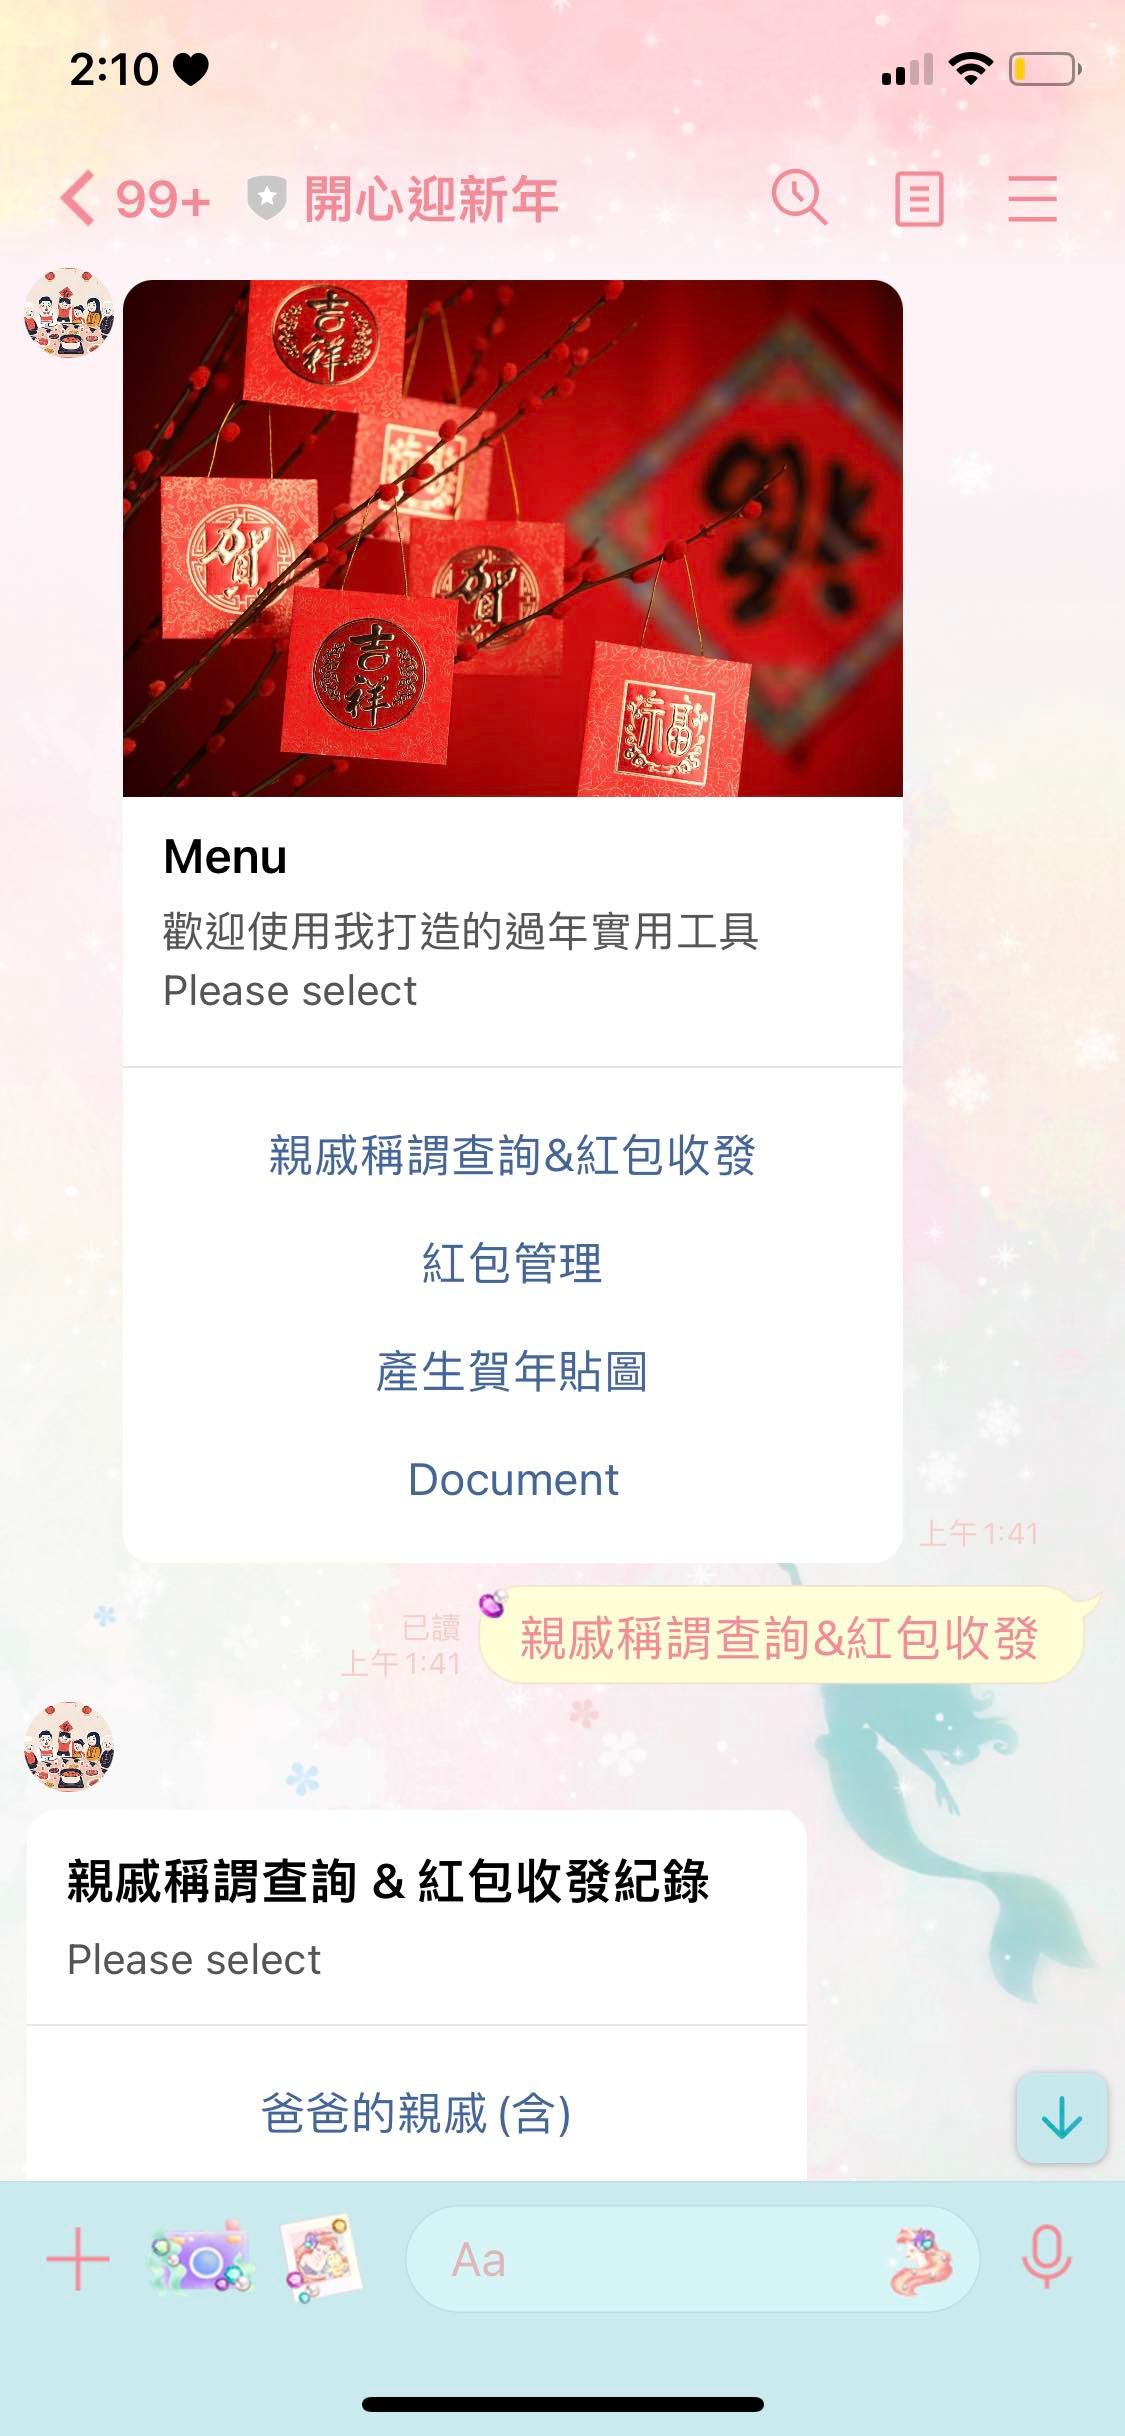 2:10
99+ 開心迎新年
吉祥
福
賀
賀
吉祥
福
福
Menu
歡迎使用我打造的過年實用工具
Please select
親戚稱謂查詢&紅包收發
紅包管理
產生賀年貼圖
Document
上午 1:41
已讀
上午 1:41
親戚稱謂查詢&紅包收發
親戚稱謂查詢 & 紅包收發紀錄
Please select
爸爸的親戚 (含)
Aa